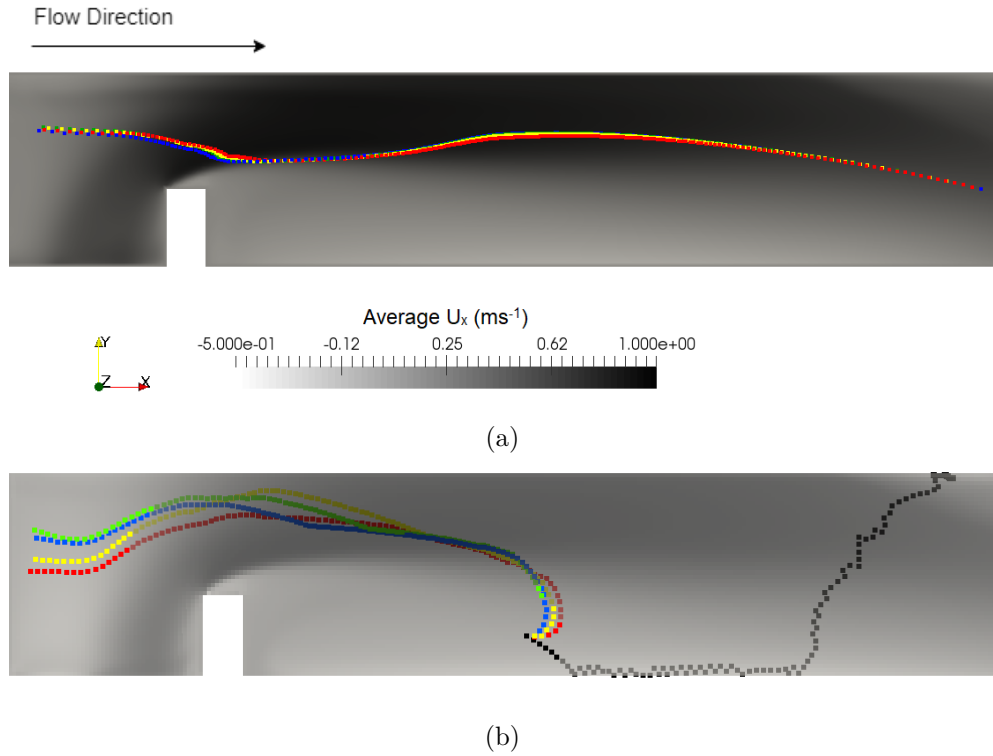 Flow Direction
Average Ux (ms-1)
-5.000e-01 -0.12 0.25 0.62 1.000e+00
Y
Z X
(a)
(b)